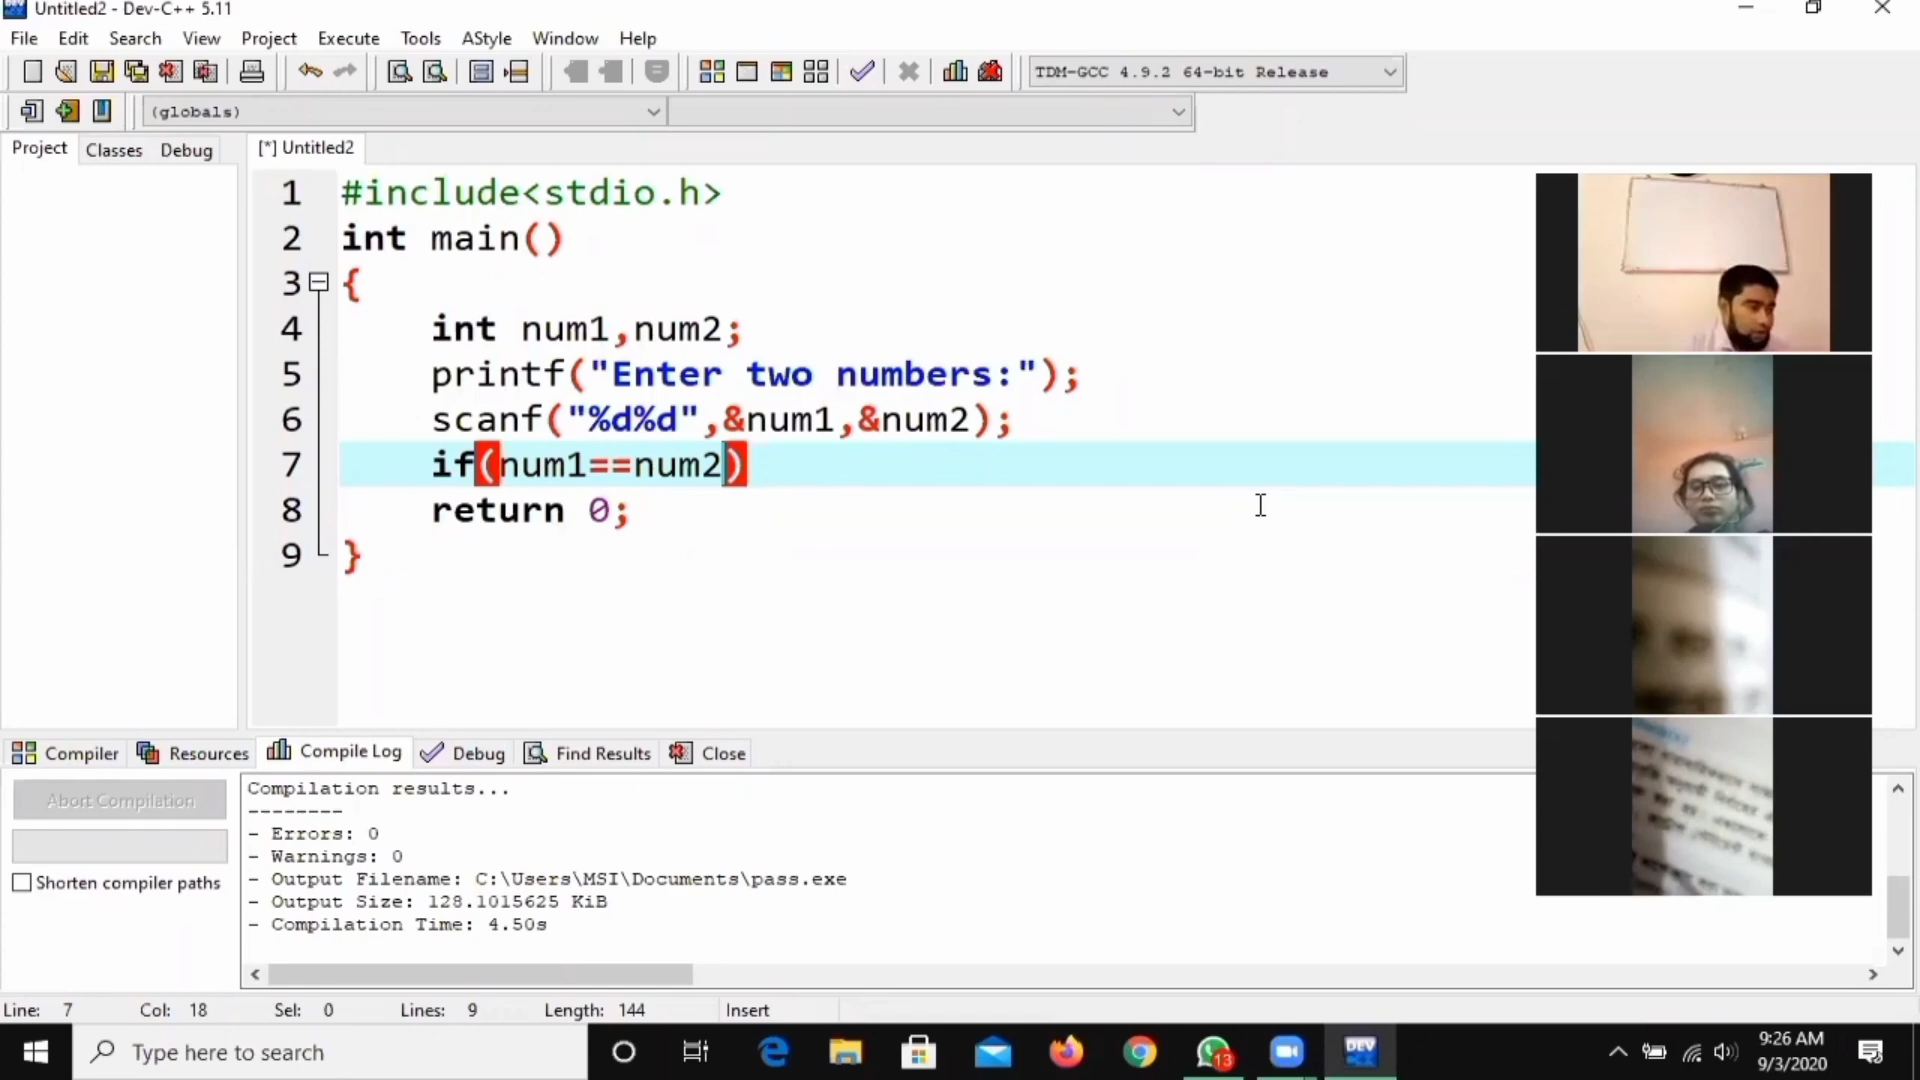 Untitled2 - Dev-C++ 5.11
File Edit Search View Project Execute Tools AStyle Window Help
TDM-GCC 4.9.2 64-bit Release
(globals)
Project Classes Debug
[*] Untitled2
1 #include<stdio.h>
2 int main()
3 {
4 int num1,num2;
5 printf("Enter two numbers:");
6 scanf("%d%d",&num1,&num2);
7 if(num1==num2)
8 return 0;
9 }
Compiler Resources Compile Log Debug Find Results Close
Abort Compilation
Shorten compiler paths
Compilation results...
--------
- Errors: 0
- Warnings: 0
- Output Filename: C:\Users\MSI\Documents\pass.exe
- Output Size: 128.1015625 KiB
- Compilation Time: 4.50s
Line: 7 Col: 18 Sel: 0 Lines: 9 Length: 144 Insert
Type here to search
13
DEV
9:26 AM
9/3/2020